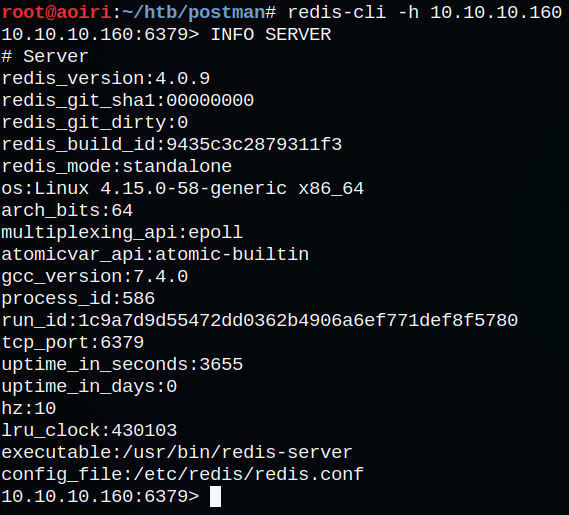 root@aoiri:~/htb/postman# redis-cli -h 10.10.10.160
10.10.10.160:6379> INFO SERVER
# Server
redis_version:4.0.9
redis_git_sha1:00000000
redis_git_dirty:0
redis_build_id:9435c3c2879311f3
redis_mode:standalone
os:Linux 4.15.0-58-generic x86_64
arch_bits:64
multiplexing_api:epoll
atomicvar_api:atomic-builtin
gcc_version:7.4.0
process_id:586
run_id:1c9a7d9d55472dd0362b4906a6ef771def8f5780
tcp_port:6379
uptime_in_seconds:3655
uptime_in_days:0
hz:10
lru_clock:430103
executable:/usr/bin/redis-server
config_file:/etc/redis/redis.conf
10.10.10.160:6379>